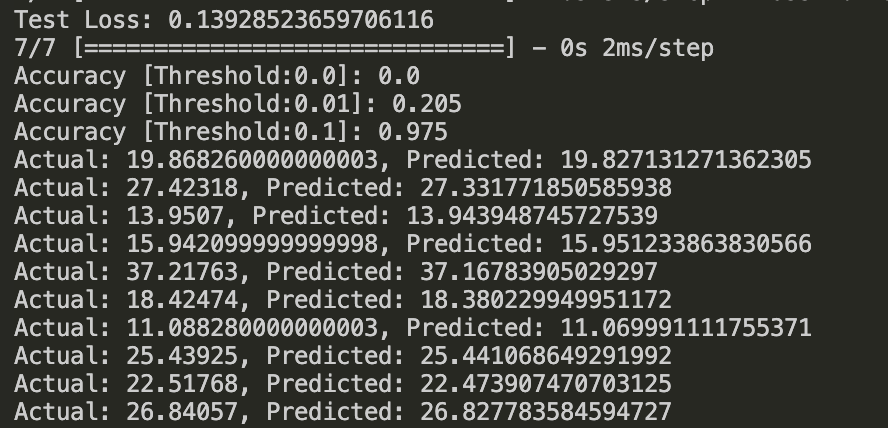 Test Loss: 0.13928523659706116
7/7 [==============================] - 0s 2ms/step
Accuracy [Threshold:0.0]: 0.0
Accuracy [Threshold:0.01]: 0.205
Accuracy [Threshold:0.1]: 0.975
Actual: 19.868260000000003, Predicted: 19.827131271362305
Actual: 27.42318, Predicted: 27.331771850585938
Actual: 13.9507, Predicted: 13.943948745727539
Actual: 15.942099999999998, Predicted: 15.951233863830566
Actual: 37.21763, Predicted: 37.16783905029297
Actual: 18.42474, Predicted: 18.380229949951172
Actual: 11.088280000000003, Predicted: 11.069991111755371
Actual: 25.43925, Predicted: 25.441068649291992
Actual: 22.51768, Predicted: 22.473907470703125
Actual: 26.84057, Predicted: 26.827783584594727